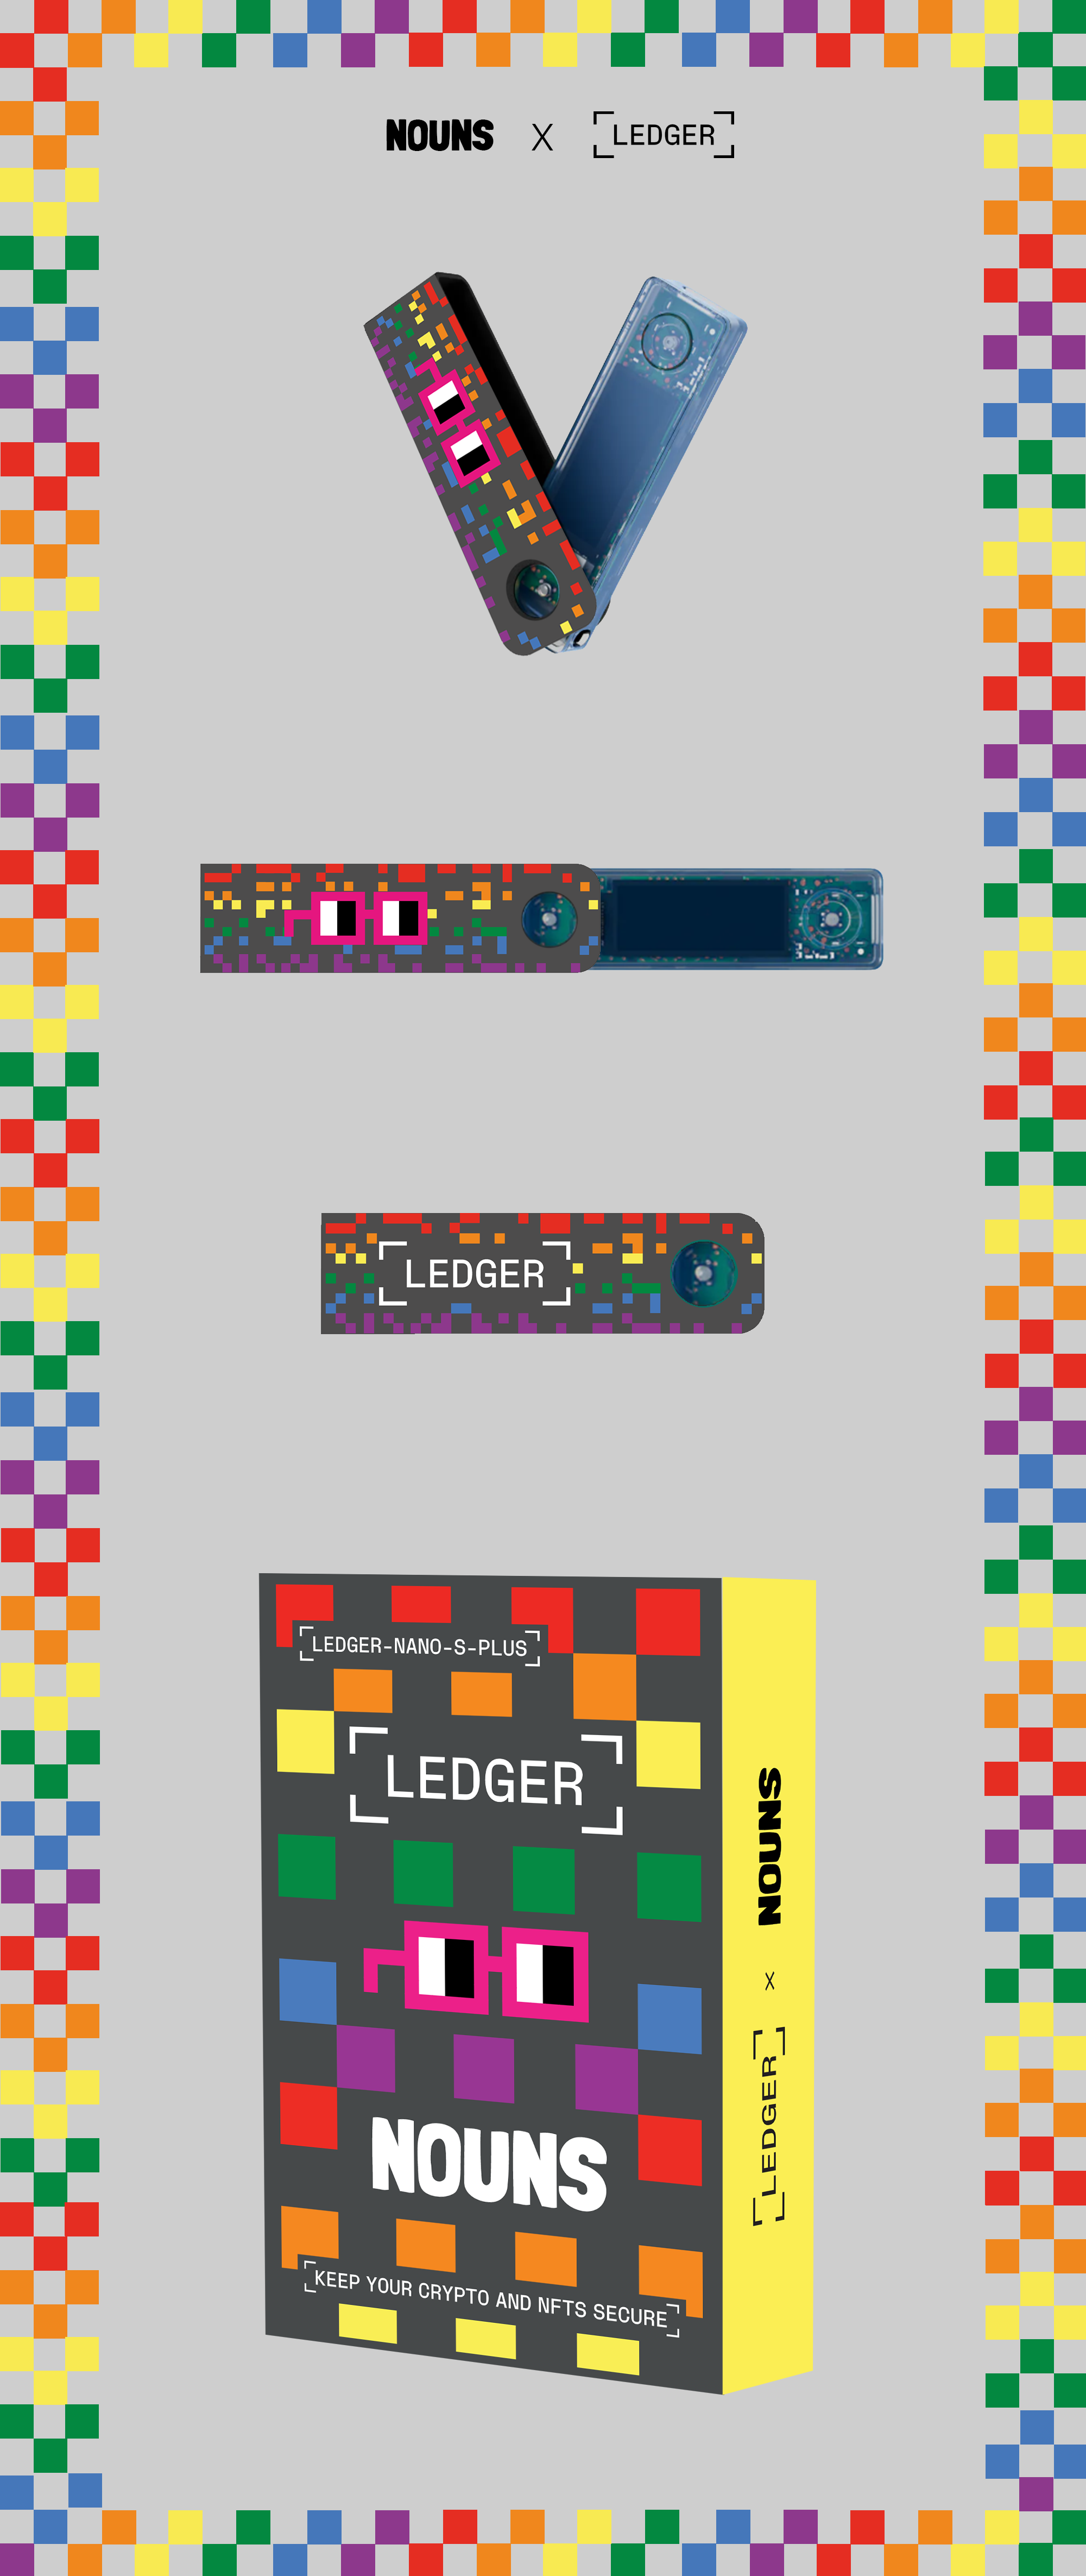 NOUNS X LEDGER
LEDGER
LEDGER-NANO-S-PLUS
LEDGER
NOUNS
KEEP YOUR CRYPTO AND NFTS SECURE
LEDGER x NOUNS